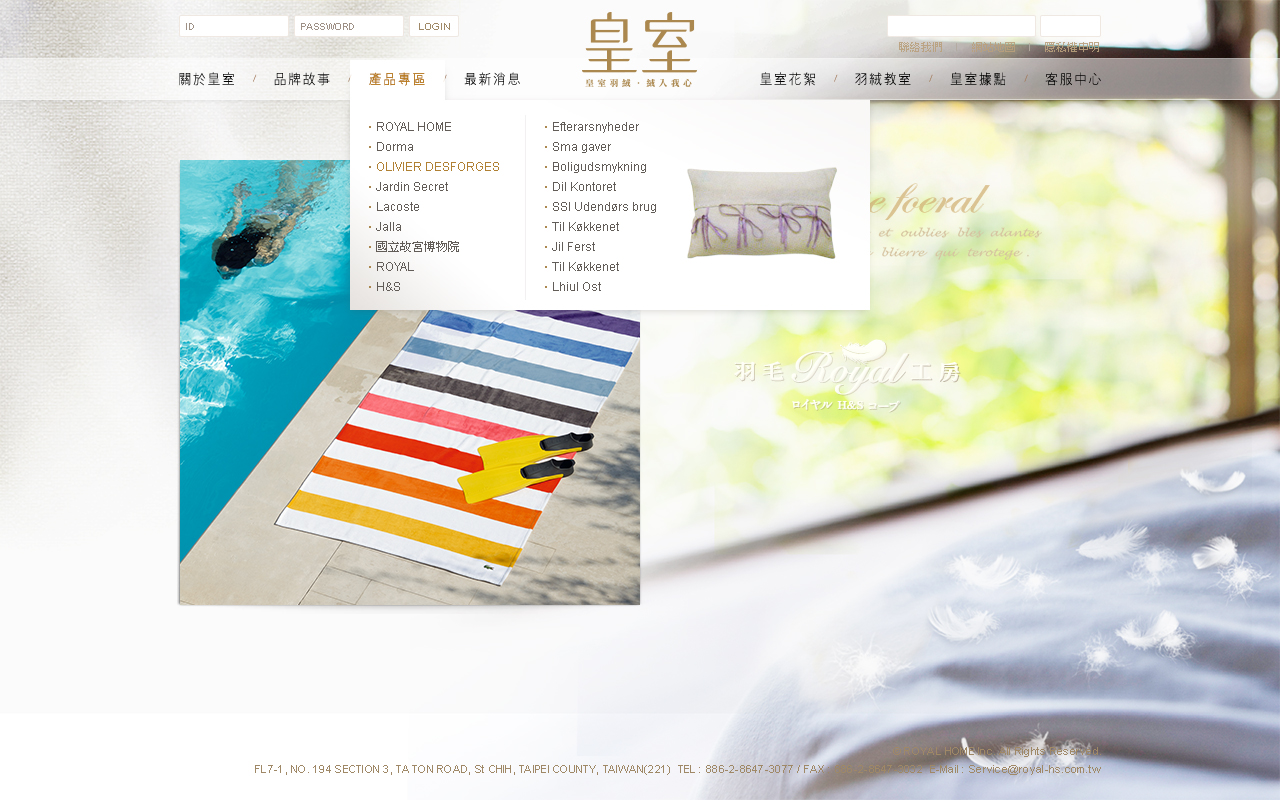 ID PASSWORD LOGIN
皇室
皇室羽絨·絨入我心
聯絡我們 | | 隱私權申明
關於皇室 / 品牌故事 / 產品專區 / 最新消息
皇室花絮 / 羽絨教室 / 皇室據點 / 客服中心
· ROYAL HOME
· Dorma
· OLIVIER DESFORGES
· Jardin Secret
· Lacoste
· Jalla
· 國立故宮博物院
· ROYAL
· H&S
· Efterarsnyheder
· Sma gaver
· Boligudsmykning
· Dil Kontoret
· SSI Udendørs brug
· Til Køkkenet
· Jil Ferst
· Til Køkkenet
· Lhiul Ost
e foeral
et oublies bles alantes
blierre qui terotege .
羽毛 Royal 工房
ロイヤル H&S コープ
ROYAL HOME Inc. All Rights Reserved.
FL7-1, NO. 194 SECTION 3, TA TON ROAD, St CHIH, TAIPEI COUNTY, TAIWAN(221) TEL : 886-2-8647-3077 / FAX E-Mail : Service@royal-hs.com.tw